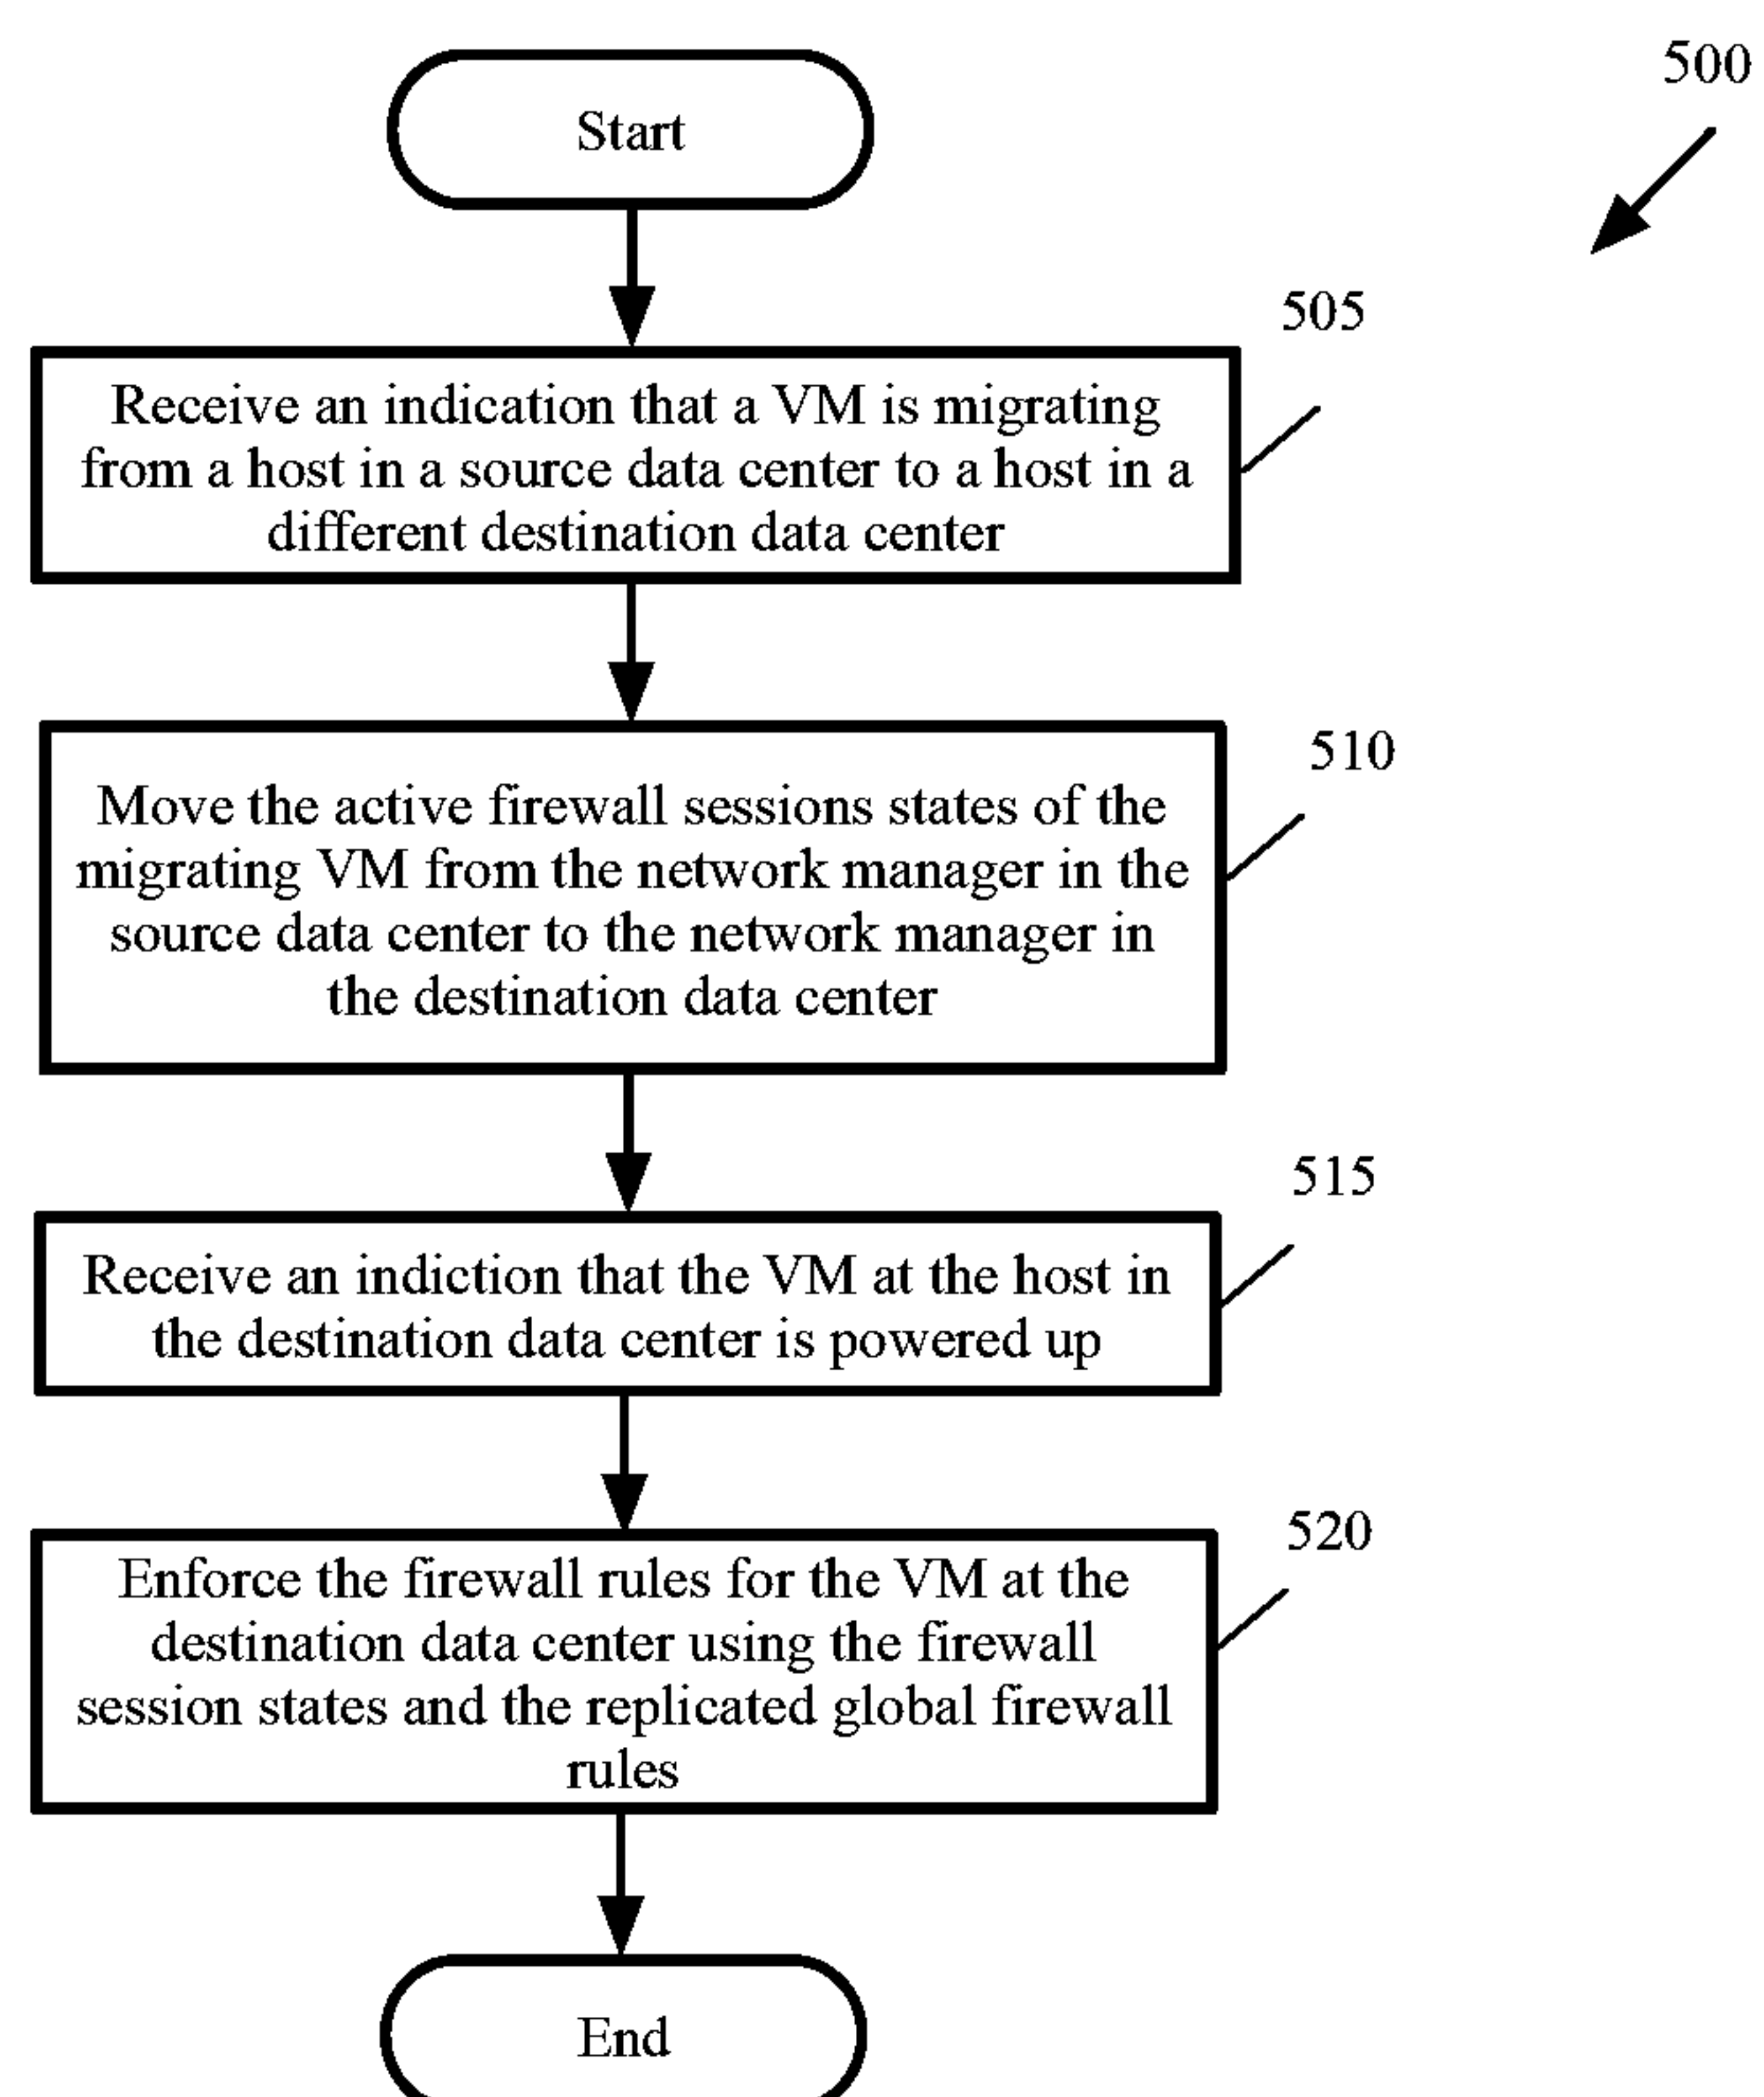 500
Start
505
Receive an indication that a VM is migrating
from a host in a source data center to a host in a
different destination data center
510
Move the active firewall sessions states of the
migrating VM from the network manager in the
source data center to the network manager in
the destination data center
515
Receive an indiction that the VM at the host in
the destination data center is powered up
520
Enforce the firewall rules for the VM at the
destination data center using the firewall
session states and the replicated global firewall
rules
End